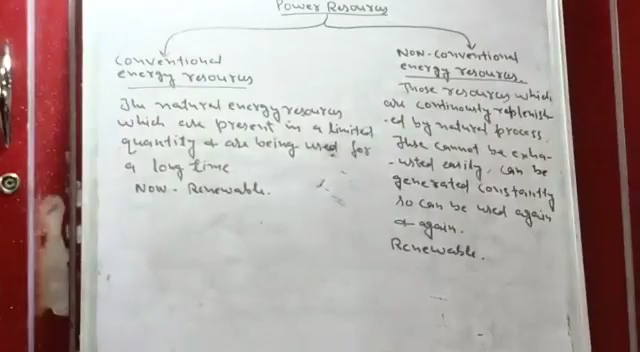 Power Resources
Conventional
energy resources
The natural energy resources
which are present in a limited
quantity & are being used for
a long time
Non-Renewable.
Non-conventional
energy resources.
Those resources which
are continously replenish
-ed by natural process.
These cannot be exha-
-usted easily. can be
generated constantly
so can be used again
& again.
Renewable.